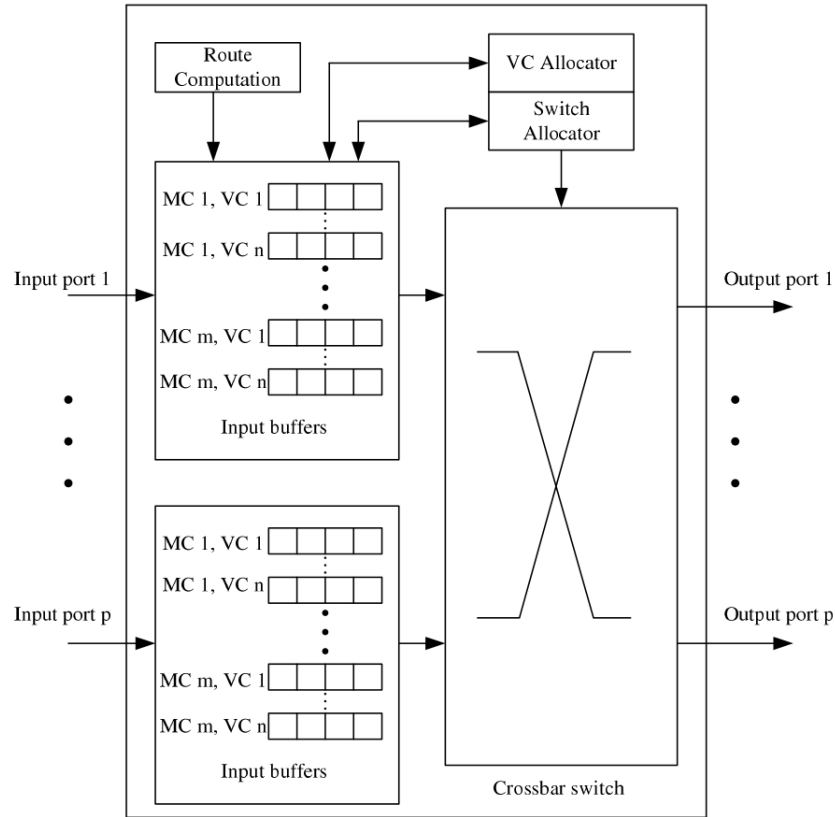 Route
Computation
VC Allocator
Switch
Allocator
MC 1, VC 1
MC 1, VC n
MC m, VC 1
MC m, VC n
Input buffers
Input port 1
Output port 1
MC 1, VC 1
MC 1, VC n
MC m, VC 1
MC m, VC n
Input buffers
Input port p
Output port p
Crossbar switch